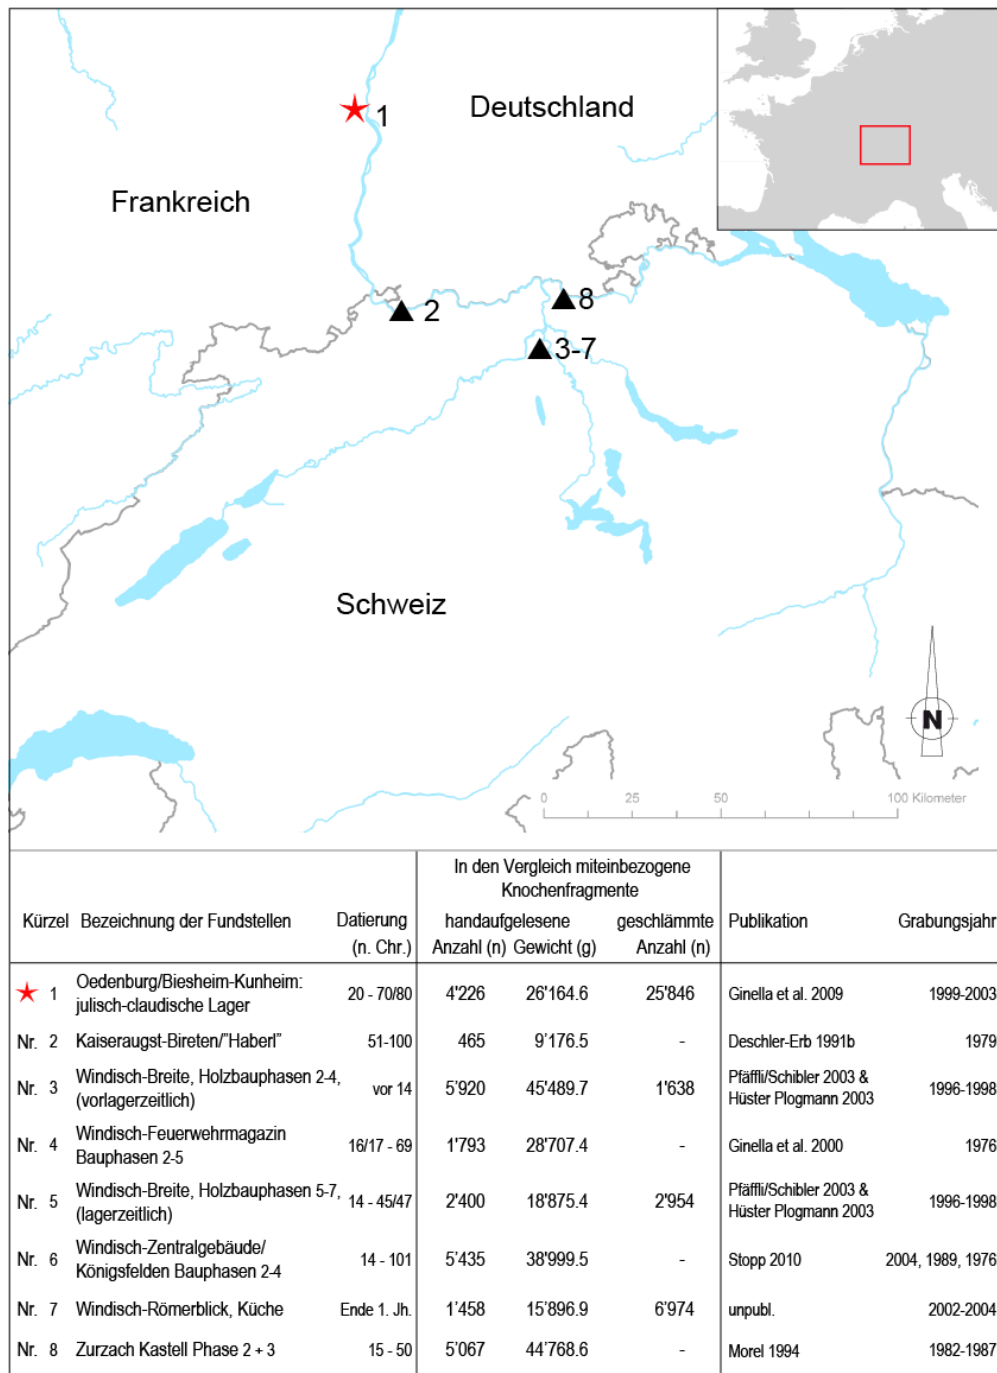 Deutschland
1
Frankreich
2
8
3-7
Schweiz
N
0 25 50 100 Kilometer
In den Vergleich miteinbezogene
Knochenfragmente
Kürzel Bezeichnung der Fundstellen Datierung handaufgelesene geschlämmte Publikation Grabungsjahr
(n. Chr.) Anzahl (n) Gewicht (g) Anzahl (n)
1 Oedenburg/Biesheim-Kunheim:
julisch-claudische Lager 20 - 70/80 4'226 26'164.6 25'846 Ginella et al. 2009 1999-2003
Nr. 2 Kaiseraugst-Bireten/"Haberl" 51-100 465 9'176.5 - Deschler-Erb 1991b 1979
Nr. 3 Windisch-Breite, Holzbauphasen 2-4,
(vorlagerzeitlich) vor 14 5'920 45'489.7 1'638 Pfäffli/Schibler 2003 &
Hüster Plogmann 2003 1996-1998
Nr. 4 Windisch-Feuerwehrmagazin
Bauphasen 2-5 16/17 - 69 1'793 28'707.4 - Ginella et al. 2000 1976
Nr. 5 Windisch-Breite, Holzbauphasen 5-7,
(lagerzeitlich) 14 - 45/47 2'400 18'875.4 2'954 Pfäffli/Schibler 2003 &
Hüster Plogmann 2003 1996-1998
Nr. 6 Windisch-Zentralgebäude/
Königsfelden Bauphasen 2-4 14 - 101 5'435 38'999.5 - Stopp 2010 2004, 1989, 1976
Nr. 7 Windisch-Römerblick, Küche Ende 1. Jh. 1'458 15'896.9 6'974 unpubl. 2002-2004
Nr. 8 Zurzach Kastell Phase 2 + 3 15 - 50 5'067 44'768.6 - Morel 1994 1982-1987